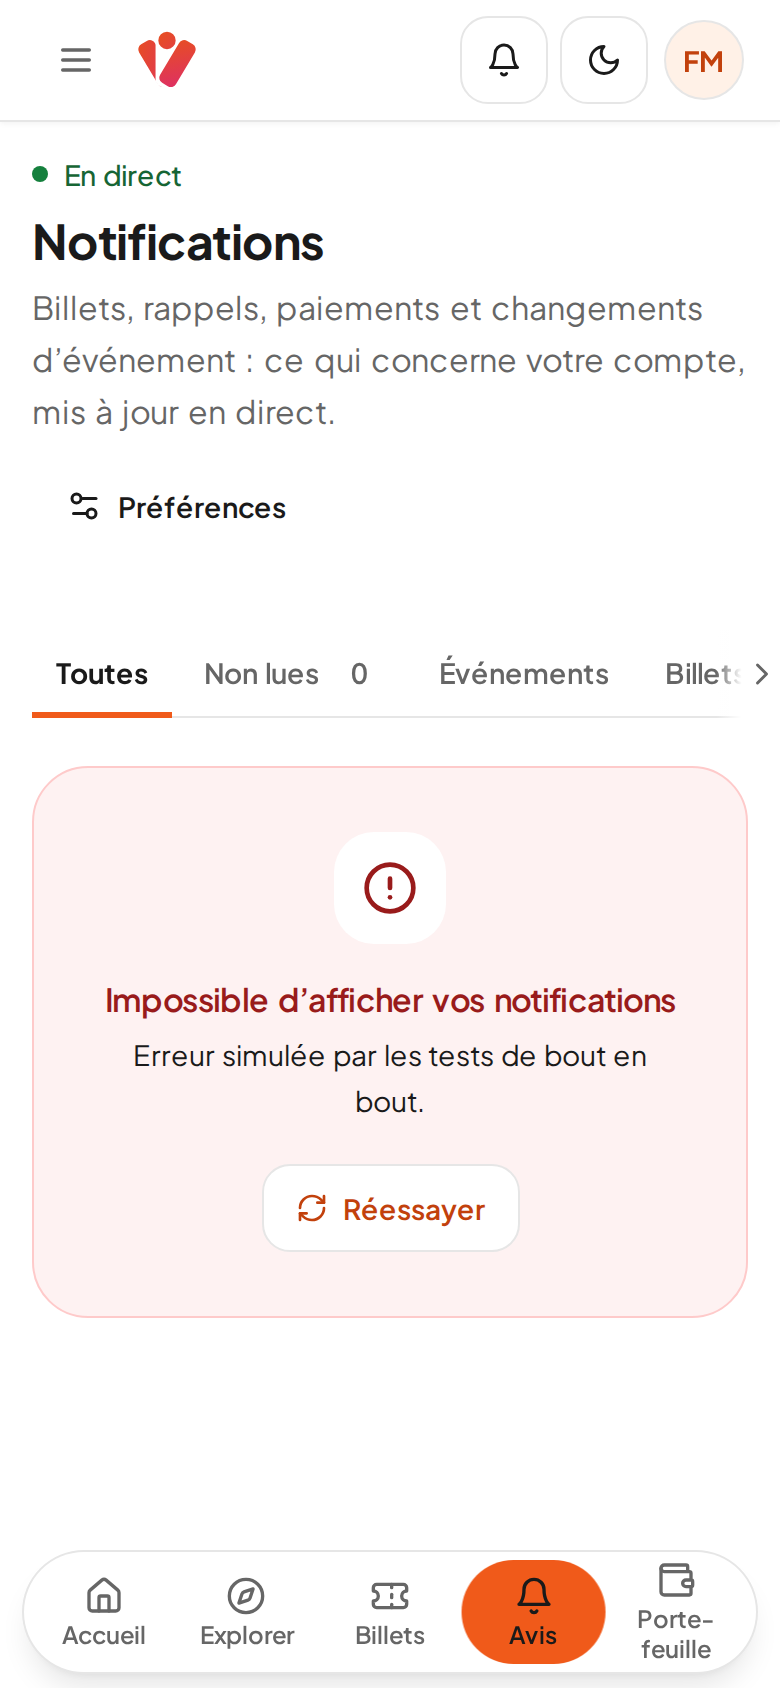 FM
En direct
Notifications
Billets, rappels, paiements et changements
d’événement : ce qui concerne votre compte,
mis à jour en direct.
Préférences
Toutes Non lues 0 Événements Billets
Impossible d’afficher vos notifications
Erreur simulée par les tests de bout en
bout.
Réessayer
Accueil Explorer Billets Avis Porte-
feuille